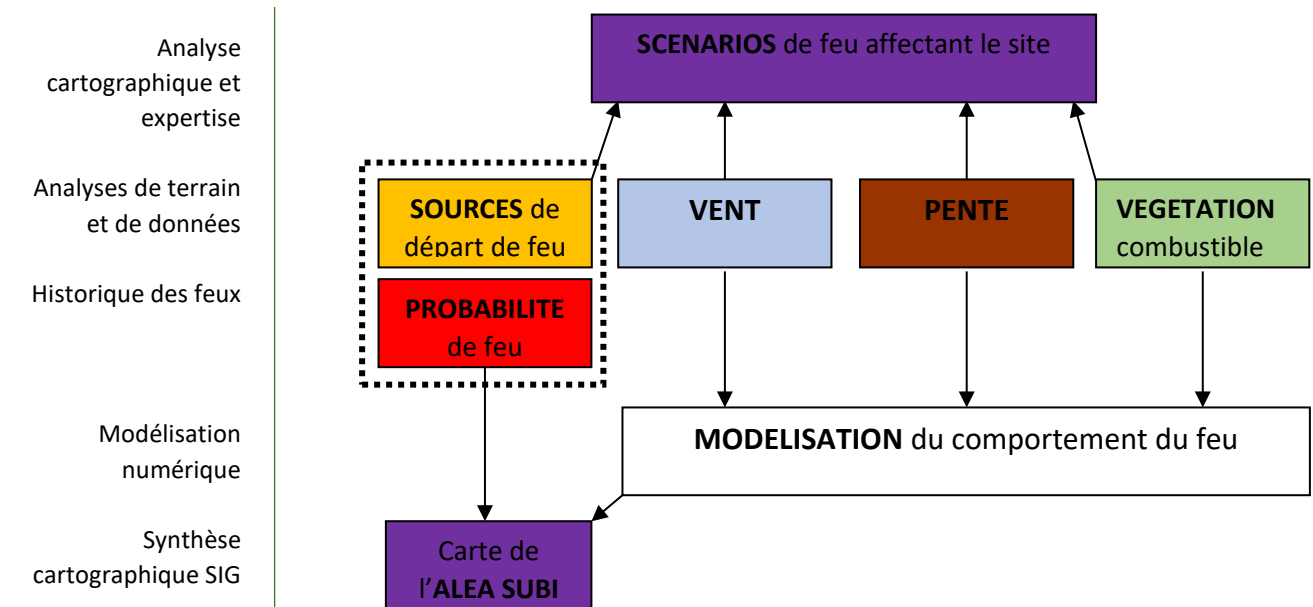 Analyse
cartographique et
expertise
SCENARIOS de feu affectant le site
Analyses de terrain
et de données
SOURCES de
départ de feu
VENT
PENTE
VEGETATION
combustible
Historique des feux
PROBABILITE
de feu
Modélisation
numérique
MODELISATION du comportement du feu
Synthèse
cartographique SIG
Carte de
l'ALEA SUBI